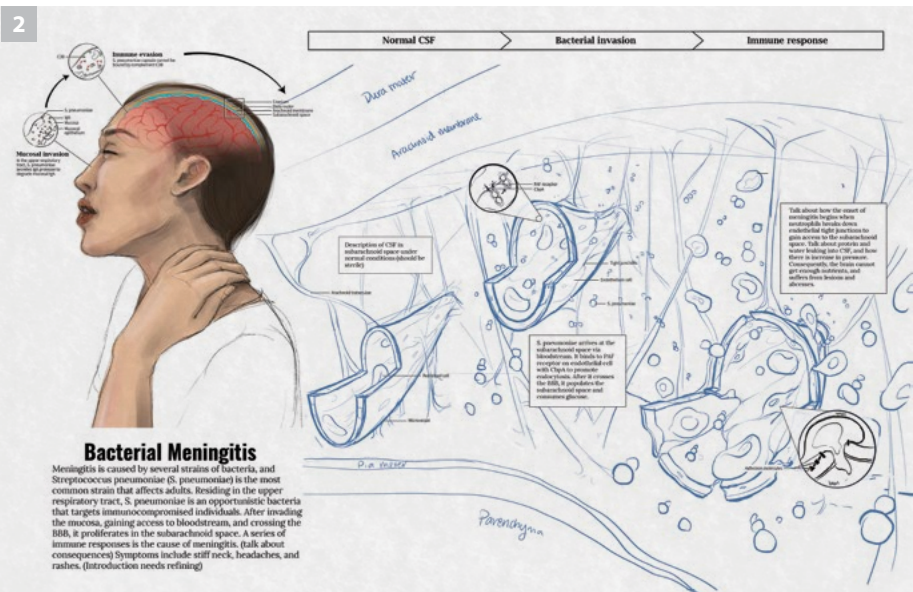 2
Normal CSF
Bacterial invasion
Immune response
Immune evasion
S. pneumoniae
Mucosal invasion
Dura mater
Arachnoid membrane
Description of CSF in
subarachnoid space under
normal conditions (should be
sterile)
PAF receptor
CbpA
Tight junction
Endothelial cell
S. pneumoniae
S. pneumoniae arrives at the
subarachnoid space via
bloodstream. It binds to PAF
receptor on endothelial cell
with CbpA to promote
endocytosis. After it crosses
the BBB, it populates the
subarachnoid space and
consumes glucose.
Talk about how the onset of
meningitis begins when
neutrophils breaks down
endothelial tight junctions to
gain access to the subarachnoid
space. Talk about protein and
water leaking into CSF, and how
there is increase in pressure.
Consequently, the brain cannot
get enough nutrients, and
suffers from lesions and
abscesses.
Pia mater
Parenchyma
Bacterial Meningitis
Meningitis is caused by several strains of bacteria, and
Streptococcus pneumoniae (S. pneumoniae) is the most
common strain that affects adults. Residing in the upper
respiratory tract, S. pneumoniae is an opportunistic bacteria
that targets immunocompromised individuals. After invading
the mucosa, gaining access to bloodstream, and crossing the
BBB, it proliferates in the subarachnoid space. A series of
immune responses is the cause of meningitis. (talk about
consequences) Symptoms include stiff neck, headaches, and
rashes. (Introduction needs refining)